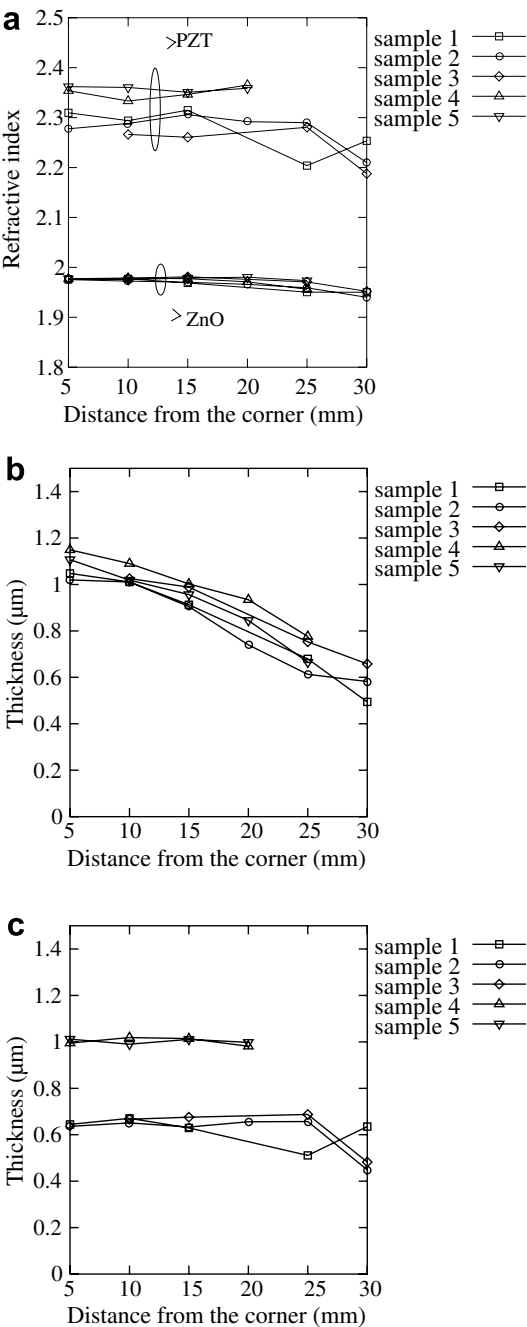 a
2.5
2.4
2.3
2.2
2.1
2
1.9
1.8
Refractive index
PZT
ZnO
5 10 15 20 25 30
Distance from the corner (mm)
sample 1
sample 2
sample 3
sample 4
sample 5
b
1.4
1.2
1
0.8
0.6
0.4
0.2
0
Thickness (μm)
5 10 15 20 25 30
Distance from the corner (mm)
sample 1
sample 2
sample 3
sample 4
sample 5
c
1.4
1.2
1
0.8
0.6
0.4
0.2
0
Thickness (μm)
5 10 15 20 25 30
Distance from the corner (mm)
sample 1
sample 2
sample 3
sample 4
sample 5